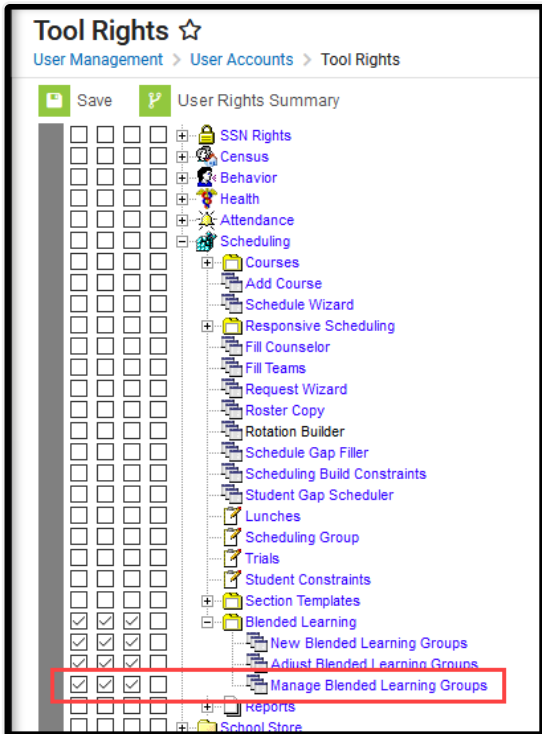 Tool Rights
User Management > User Accounts > Tool Rights
Save User Rights Summary
SSN Rights
Census
Behavior
Health
Attendance
Scheduling
Courses
Add Course
Schedule Wizard
Responsive Scheduling
Fill Counselor
Fill Teams
Request Wizard
Roster Copy
Rotation Builder
Schedule Gap Filler
Scheduling Build Constraints
Student Gap Scheduler
Lunches
Scheduling Group
Trials
Student Constraints
Section Templates
Blended Learning
New Blended Learning Groups
Adjust Blended Learning Groups
Manage Blended Learning Groups
Reports
School Store